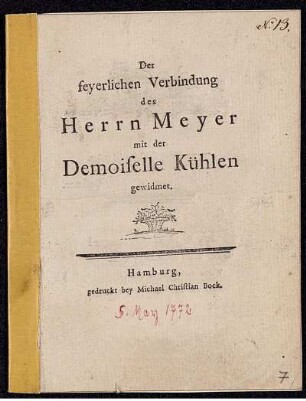 No. 13.
Der
feyerlichen Verbindung
des
Herrn Meyer
mit der
Demoiſelle Kühlen
gewidmet.
Hamburg,
gedruckt bey Michael Chriſtian Bock.
5. May 1772
7